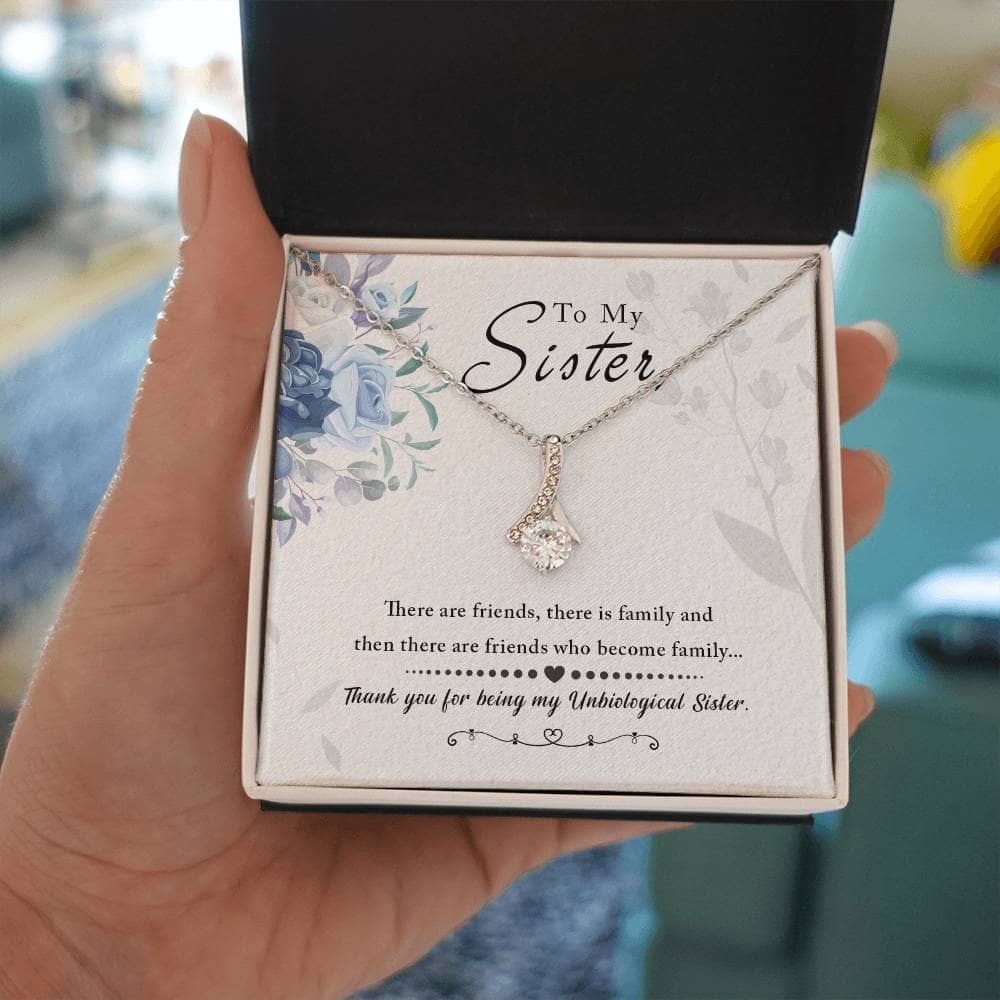 To My
Sister,
There are friends, there is family and
then there are friends who become family...
Thank you for being my Unbiological Sister.